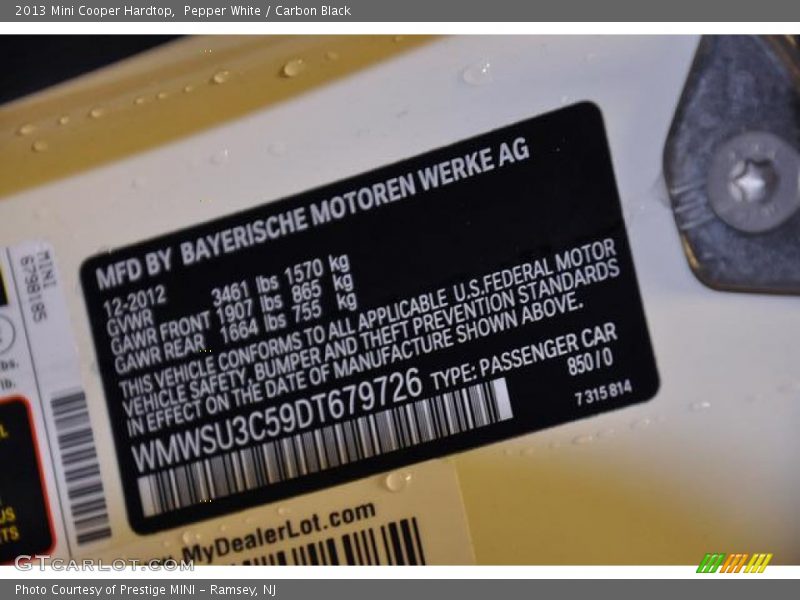 2013 Mini Cooper Hardtop,  Pepper White / Carbon Black
MFD BY BAYERISCHE MOTOREN WERKE AG
12-2012
GVWR 3461 lbs 1570 kg
GAWR FRONT 1907 lbs 865 kg
GAWR REAR 1664 lbs 755 kg
THIS VEHICLE CONFORMS TO ALL APPLICABLE U.S.FEDERAL MOTOR
VEHICLE SAFETY, BUMPER AND THEFT PREVENTION STANDARDS
IN EFFECT ON THE DATE OF MANUFACTURE SHOWN ABOVE.
WMWSU3C59DT679726 TYPE: PASSENGER CAR
850/0
7 315 814
MINI
6798185
lbs.
lb.
MyDealerLot.com
GTCarLot.com
Photo Courtesy of Prestige MINI - Ramsey, NJ